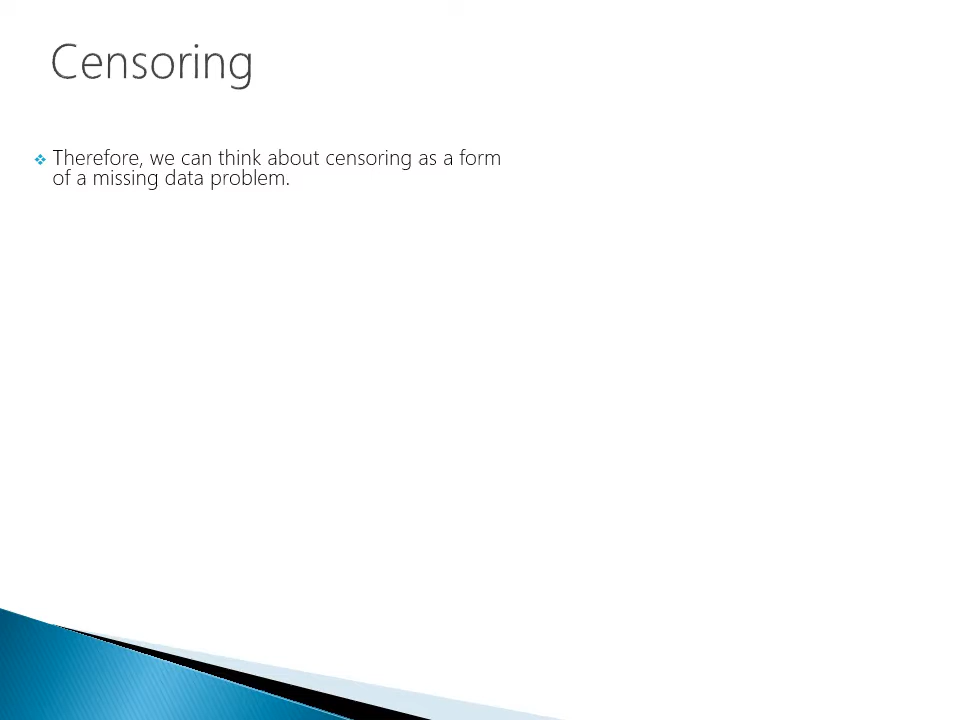 Censoring
Therefore, we can think about censoring as a form
of a missing data problem.